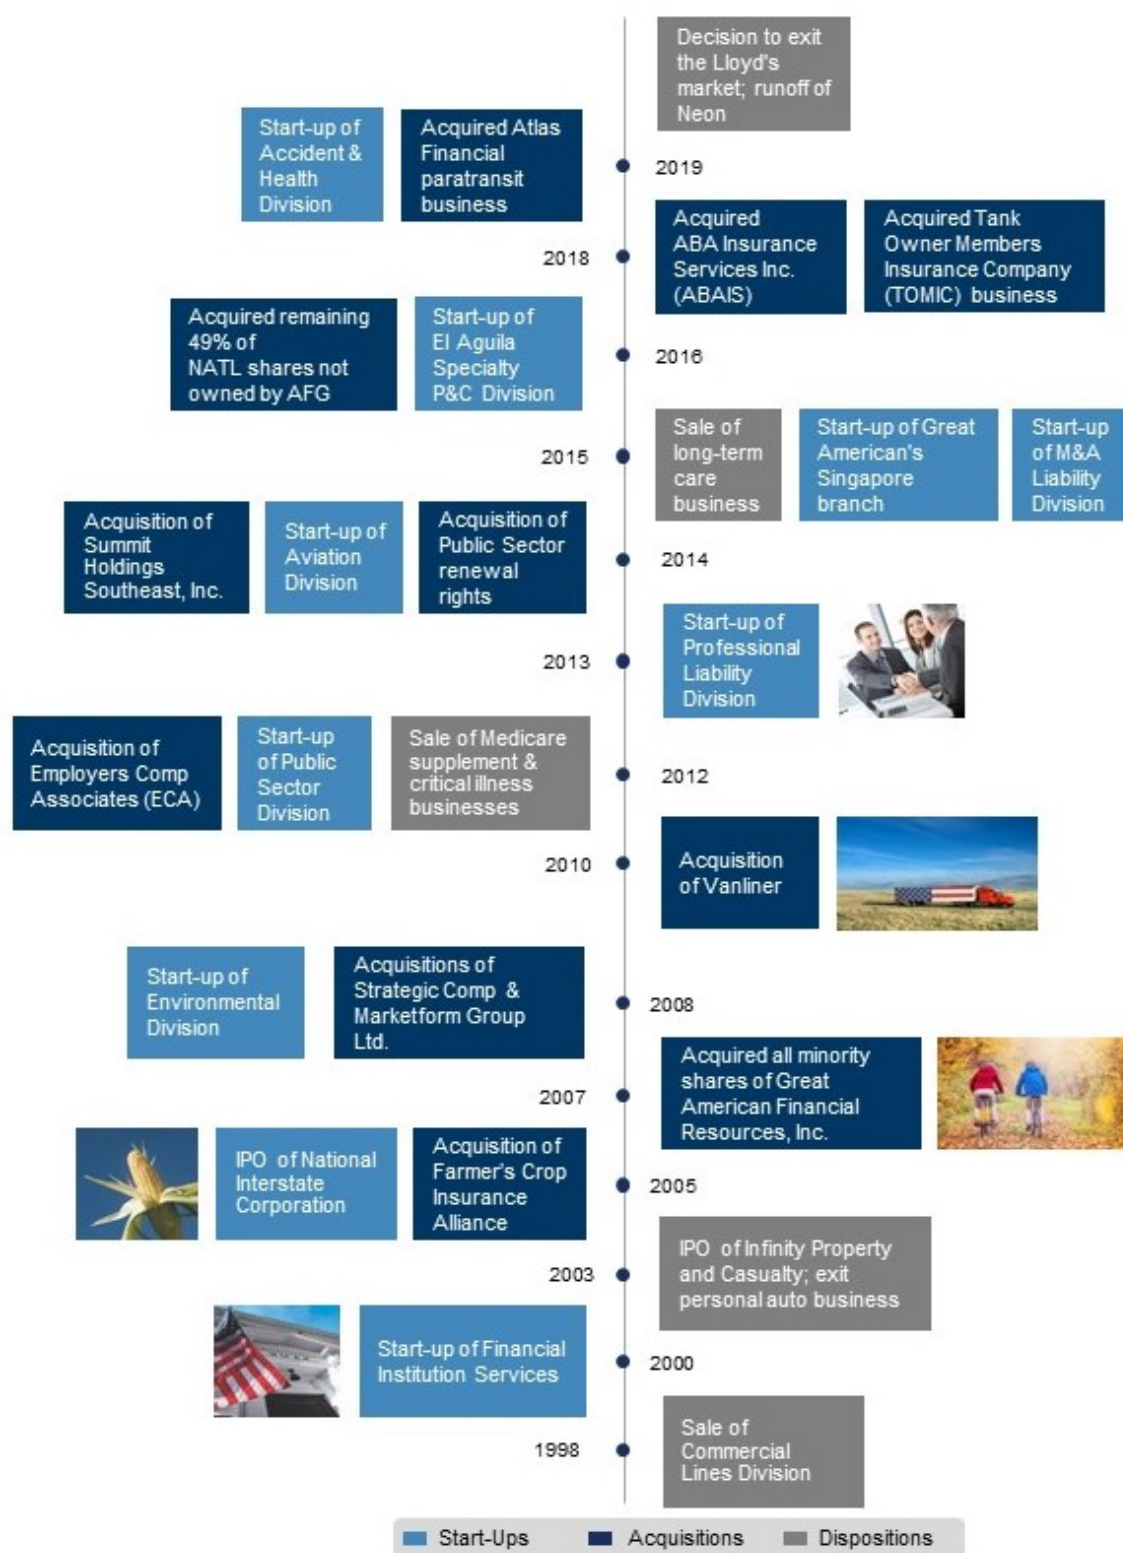 Decision to exit
the Lloyd's
market; runoff of
Neon
Start-up of
Accident &
Health
Division
Acquired Atlas
Financial
paratransit
business
2019
Acquired
ABA Insurance
Services Inc.
(ABAIS)
Acquired Tank
Owner Members
Insurance Company
(TOMIC) business
2018
Acquired remaining
49% of
NATL shares not
owned by AFG
Start-up of
El Aguila
Specialty
P&C Division
2016
Sale of
long-term
care
business
Start-up of Great
American's
Singapore
branch
Start-up
of M&A
Liability
Division
2015
Acquisition of
Summit
Holdings
Southeast, Inc.
Start-up of
Aviation
Division
Acquisition of
Public Sector
renewal
rights
2014
Start-up of
Professional
Liability
Division
2013
Acquisition of
Employers Comp
Associates (ECA)
Start-up
of Public
Sector
Division
Sale of Medicare
supplement &
critical illness
businesses
2012
Acquisition
of Vanliner
2010
Start-up of
Environmental
Division
Acquisitions of
Strategic Comp &
Marketform Group
Ltd.
2008
Acquired all minority
shares of Great
American Financial
Resources, Inc.
2007
IPO of National
Interstate
Corporation
Acquisition of
Farmer's Crop
Insurance
Alliance
2005
IPO of Infinity Property
and Casualty; exit
personal auto business
2003
Start-up of Financial
Institution Services
2000
Sale of
Commercial
Lines Division
1998
Start-Ups
Acquisitions
Dispositions